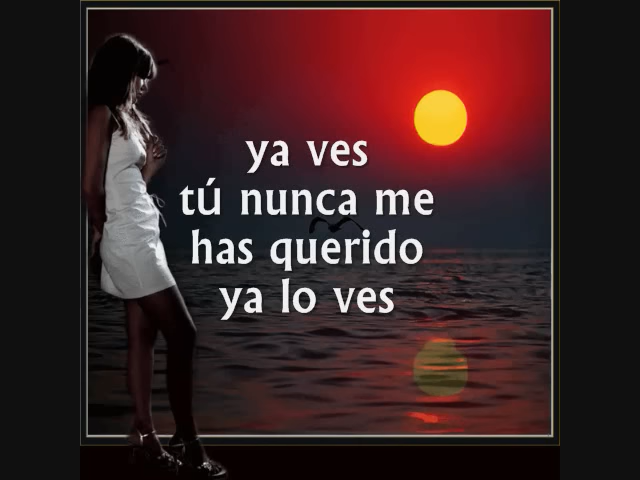 ya ves
tú nunca me
has querido
ya lo ves